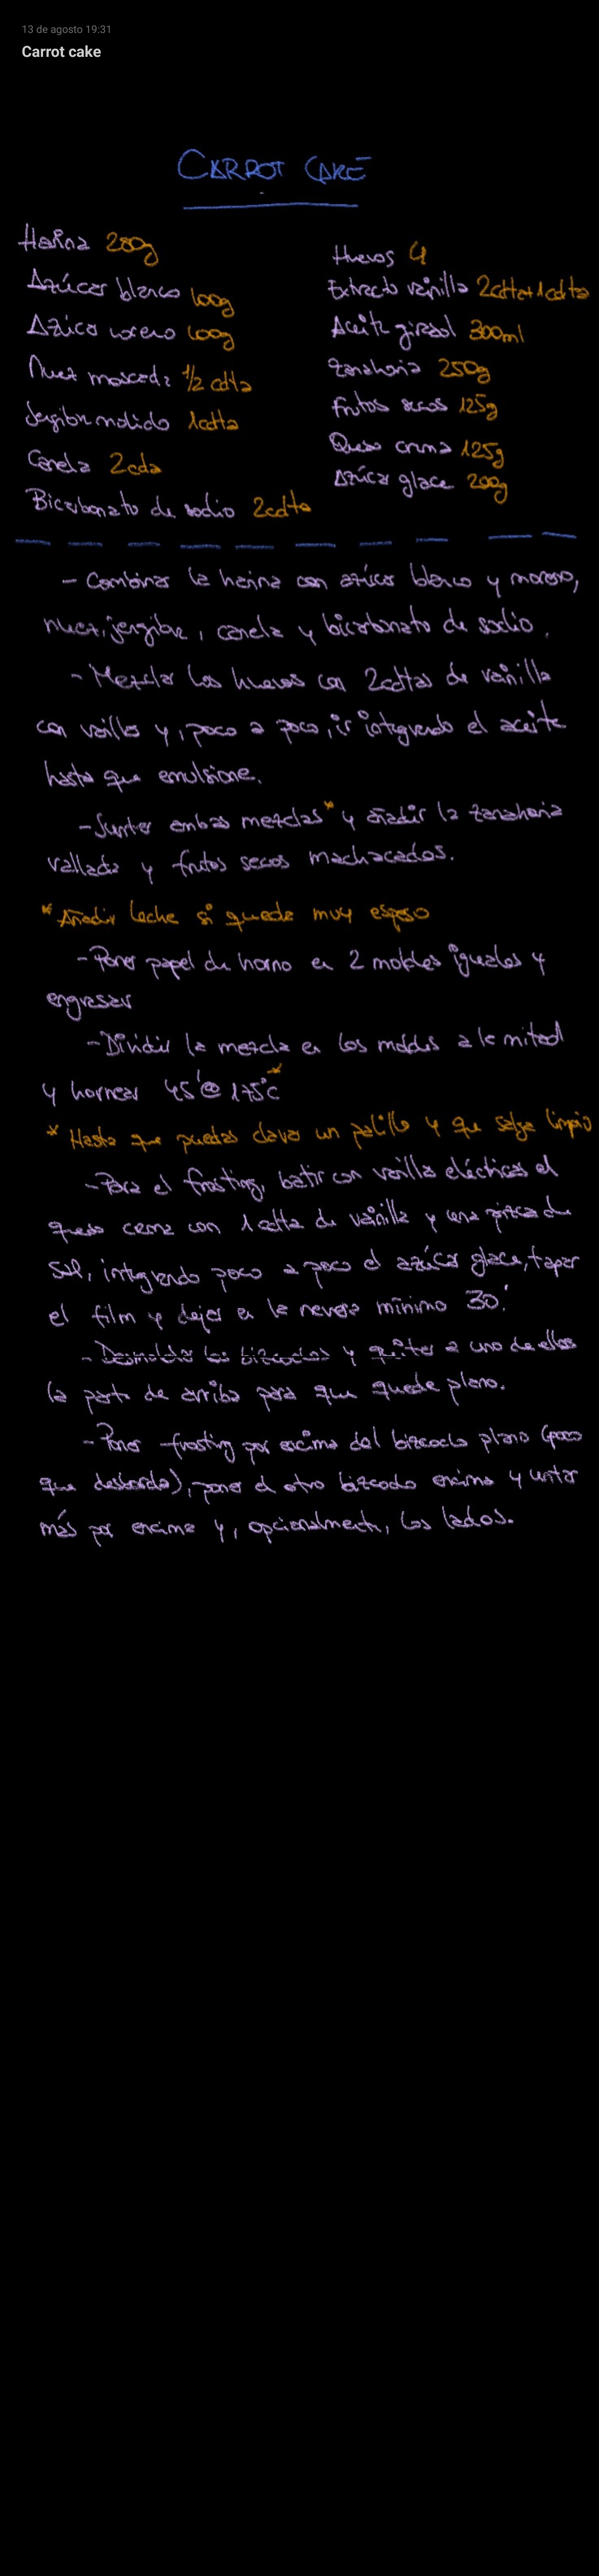 13 de agosto 19:31
Carrot cake
CARROT CAKE
Harina 280g
Azúcar blanco 100g
Azúcar moreno 100g
Nuez moscada 1/2 cdta
Jengibre molido 1cdta
Canela 2cda
Bicarbonato de sodio 2cdta
Huevos 4
Extracto vainilla 2cdta+1cdta
Aceite girasol 300ml
Zanahoria 250g
Frutos secos 125g
Queso crema 125g
Azúcar glace 200g
- Combinar la harina con azúcar blanco y moreno,
nuez, jengibre, canela y bicarbonato de sodio.
- Mezclar los huevos con 2cdtas de vainilla
con varillas y, poco a poco, ir integrando el aceite
hasta que emulsione.
- Juntar ambas mezclas* y añadir la zanahoria
rallada y frutos secos machacados.
* Añadir leche si queda muy espeso
- Poner papel de horno en 2 moldes iguales y
engrasar
- Dividir la mezcla en los moldes a la mitad
y hornear 45' @ 175°C *
* Hasta que puedas clavar un palillo y que salga limpio
- Para el frosting, batir con varillas eléctricas el
queso crema con 1 cdta de vainilla y una pizca de
sal, integrando poco a poco el azúcar glace, tapar
el film y dejar en la nevera mínimo 30'.
- Desmoldar los bizcochos y quitar a uno de ellos
la parte de arriba para que quede plano.
- Poner frosting por encima del bizcocho plano (poco
que desborda), poner el otro bizcocho encima y untar
más por encima y, opcionalmente, los lados.